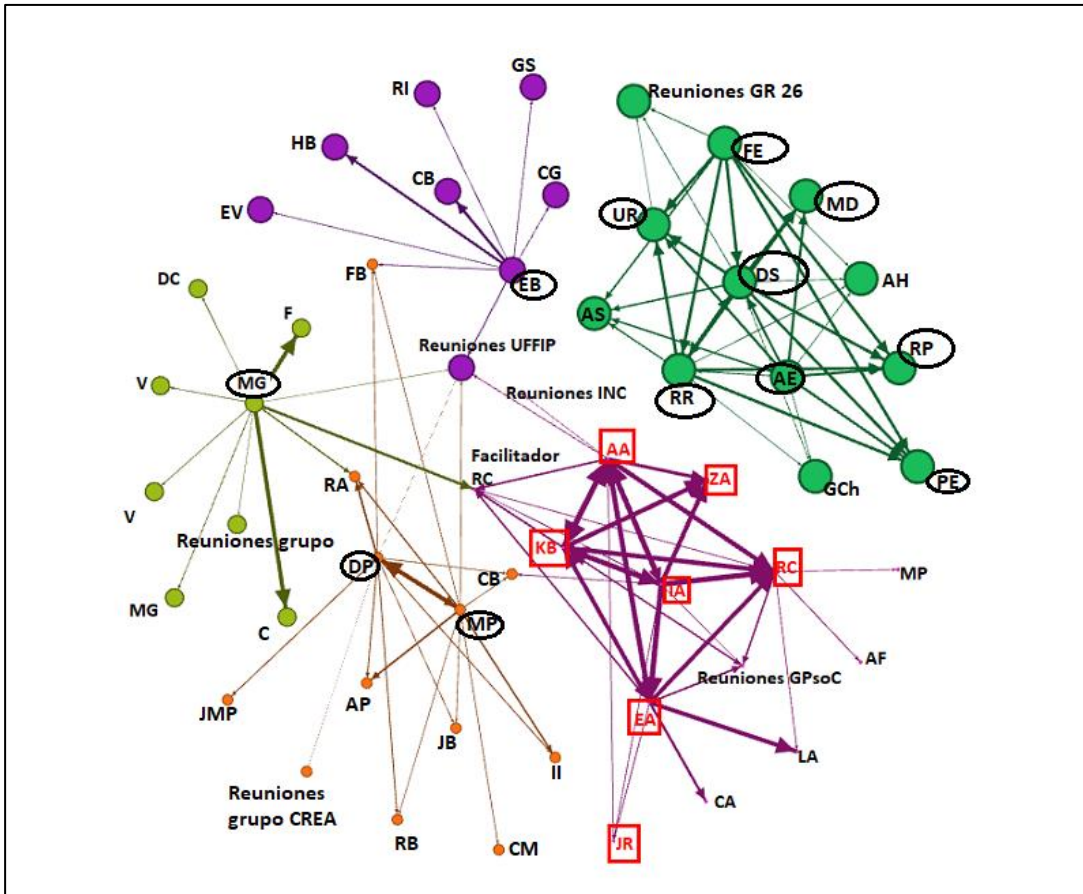 GS
RI
Reuniones GR 26
HB
FE
CB
CG
EV
UR
MD
FB
EB
DS
AH
DC
F
AS
Reuniones UFFIP
RP
MG
V
Reuniones INC
AE
RR
Facilitador
RC
AA
ZA
GCh
PE
RA
V
Reuniones grupo
KB
DP
CB
IA
RC
MP
MG
C
MP
AF
Reuniones GPsoC
JMP
AP
EA
JB
II
LA
Reuniones
grupo CREA
CA
RB
CM
JR